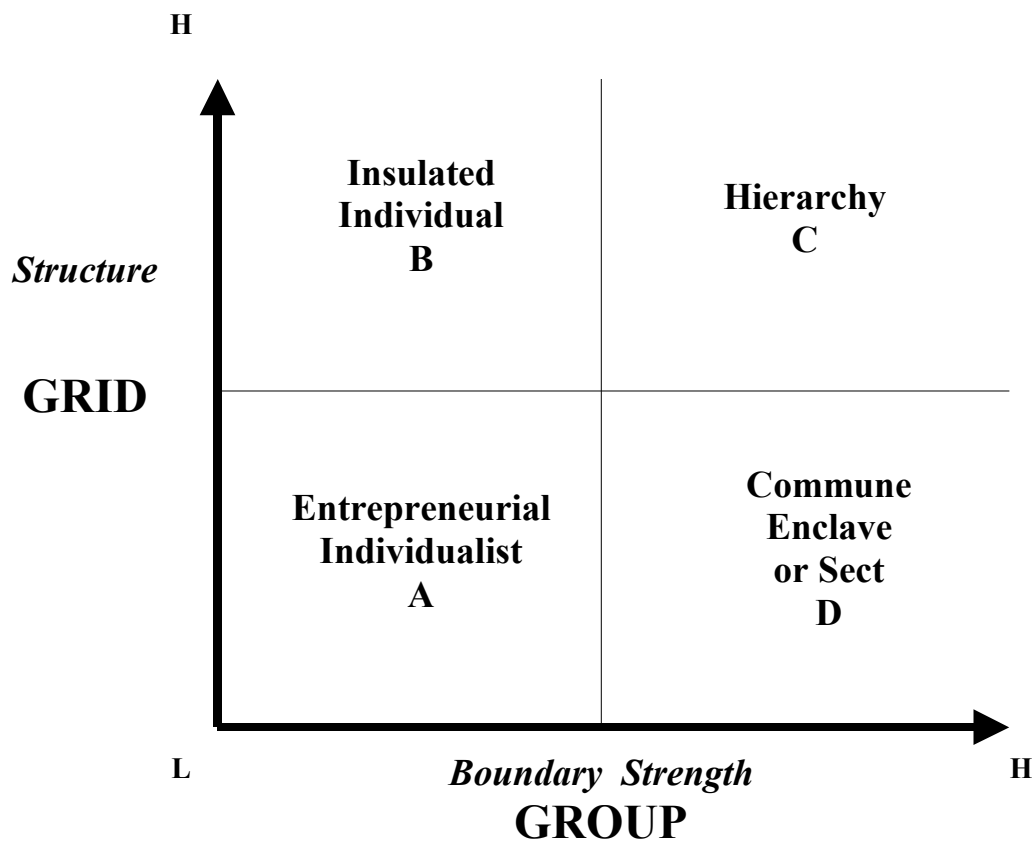 H
Insulated
Individual
B
Hierarchy
C
Structure
GRID
Entrepreneurial
Individualist
A
Commune
Enclave
or Sect
D
L
Boundary Strength
H
GROUP